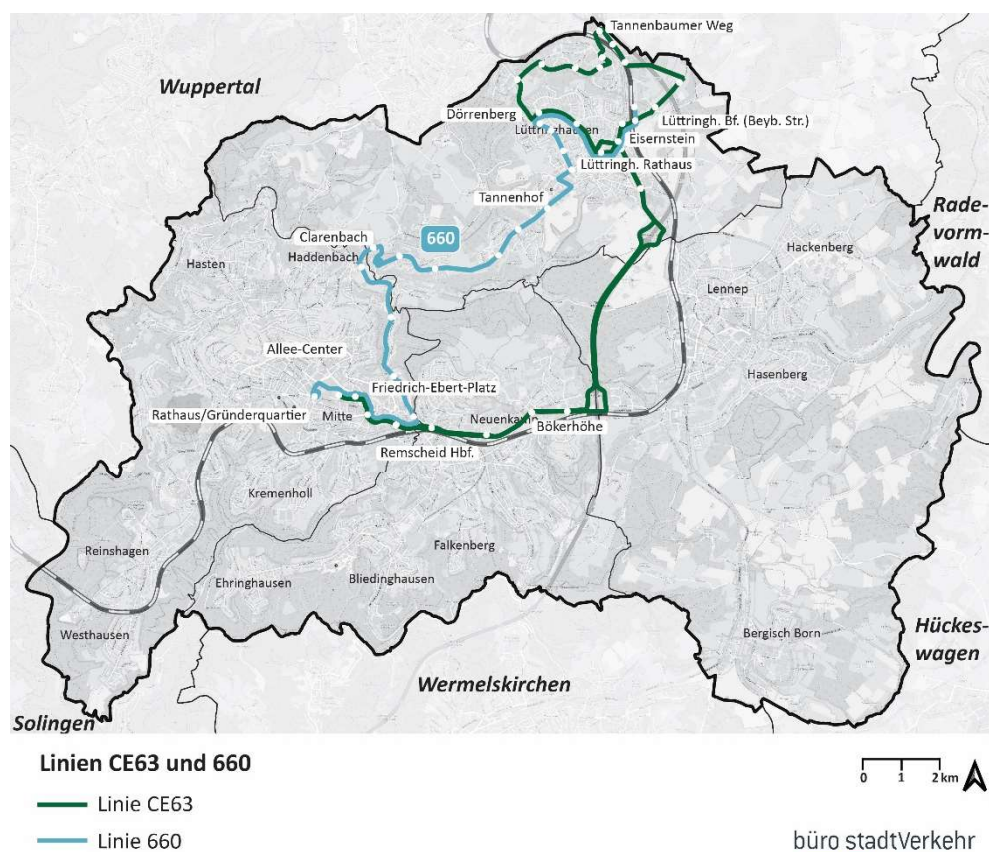 Tannenbaumer Weg
Wuppertal
Dörrenberg
Lüttringhausen
Lüttringh. Bf. (Beyb. Str.)
Eisernstein
Lüttringh. Rathaus
Tannenhof
Rade-
vorm-
wald
Clarenbach
660
Haddenbach
Hackenberg
Hasten
Lennep
Allee-Center
Hasenberg
Friedrich-Ebert-Platz
Rathaus/Gründerquartier
Mitte
Bökerhöhe
Remscheid Hbf.
Kremenholl
Reinshagen
Falkenberg
Ehringhausen
Bliedinghausen
Westhausen
Bergisch Born
Hückes-
wagen
Wermelskirchen
Solingen
Linien CE63 und 660
0 1 2 km
Linie CE63
Linie 660
büro stadtVerkehr